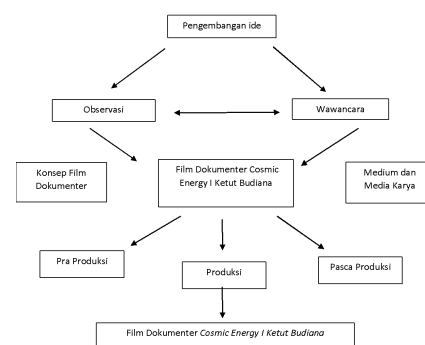 Pengembangan ide
Observasi
Wawancara
Konsep Film
Dokumenter
Film Dokumenter Cosmic
Energy I Ketut Budiana
Medium dan
Media Karya
Pra Produksi
Produksi
Pasca Produksi
Film Dokumenter Cosmic Energy I Ketut Budiana